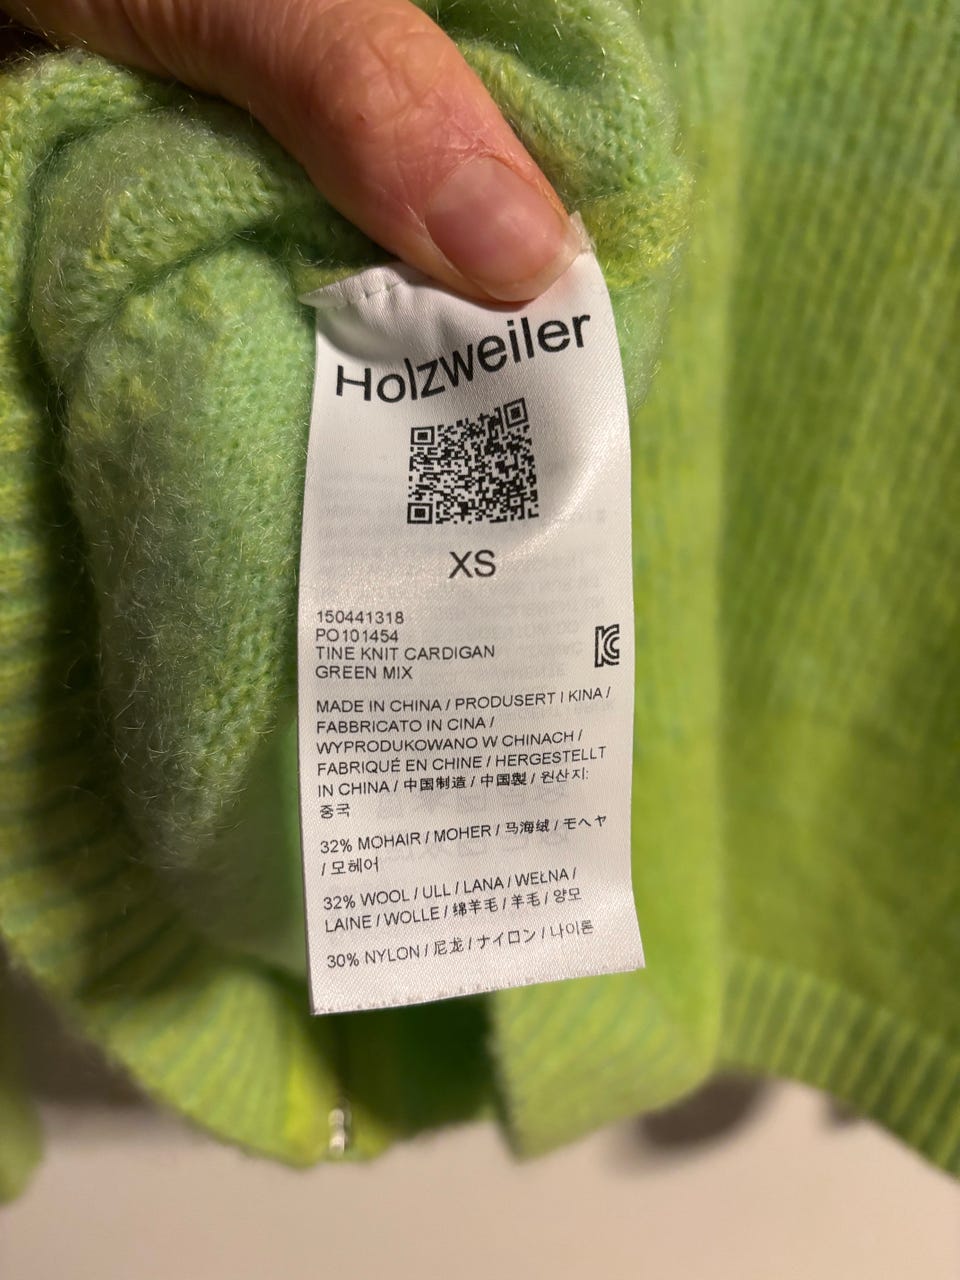 Holzweiler
XS
150441318
PO101454
TINE KNIT CARDIGAN
GREEN MIX
MADE IN CHINA / PRODUSERT I KINA /
FABBRICATO IN CINA /
WYPRODUKOWANO W CHINACH /
FABRIQUÉ EN CHINE / HERGESTELLT
IN CHINA / 中国制造 / 中国製 / 원산지:
중국
32% MOHAIR / MOHER / 马海绒 / モヘヤ
/ 모헤어
32% WOOL / ULL / LANA / WEŁNA /
LAINE / WOLLE / 绵羊毛 / 羊毛 / 양모
30% NYLON / 尼龙 / ナイロン / 나이론